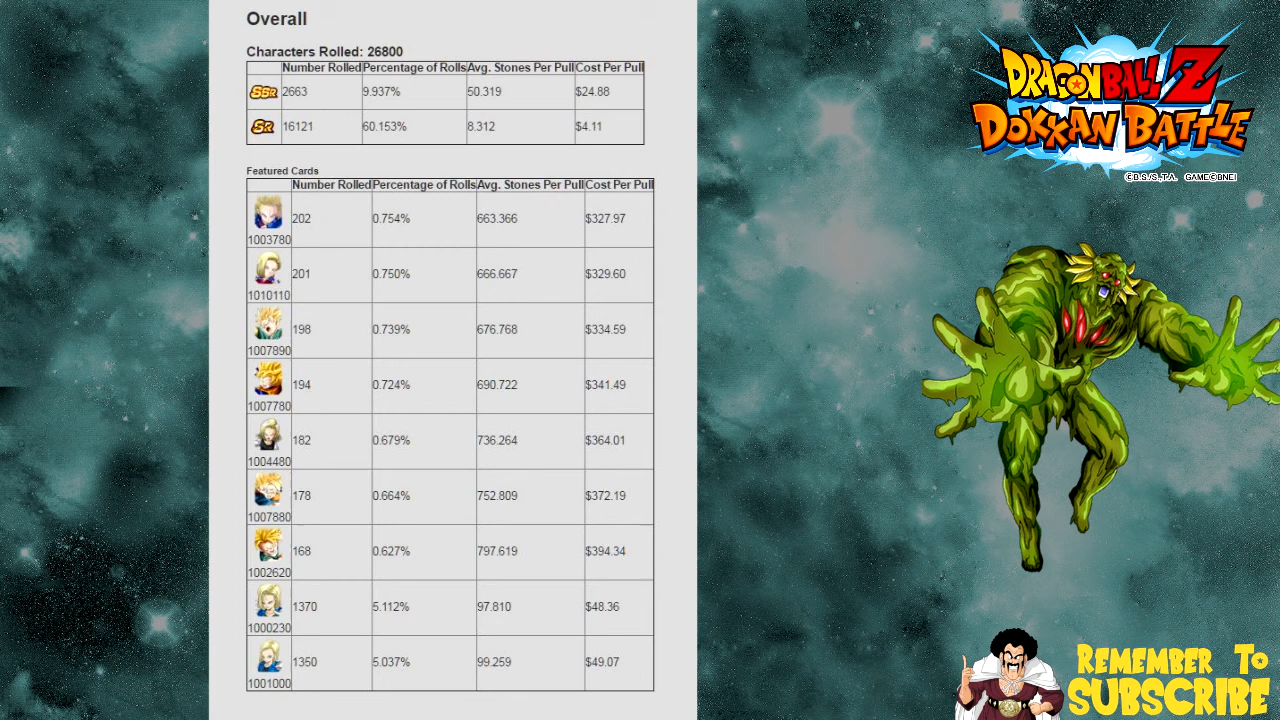 Overall
Characters Rolled: 26800
Number Rolled Percentage of Rolls Avg. Stones Per Pull Cost Per Pull
SSR 2663 9.937% 50.319 $24.88
SR 16121 60.153% 8.312 $4.11
Featured Cards
Number Rolled Percentage of Rolls Avg. Stones Per Pull Cost Per Pull
202 0.754% 663.366 $327.97
1003780
201 0.750% 666.667 $329.60
1010110
198 0.739% 676.768 $334.59
1007890
194 0.724% 690.722 $341.49
1007780
182 0.679% 736.264 $364.01
1004480
178 0.664% 752.809 $372.19
1007880
168 0.627% 797.619 $394.34
1002620
1370 5.112% 97.810 $48.36
1000230
1350 5.037% 99.259 $49.07
1001000
DRAGONBALL Z
DOKKAN BATTLE
©B.S./S.,T.A. GAME©BNEI
REMEMBER TO
SUBSCRIBE